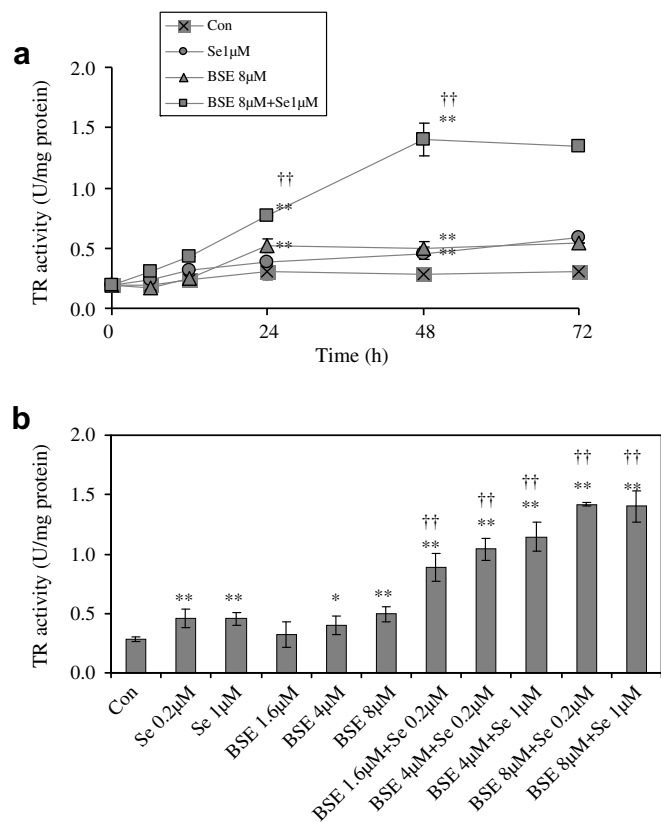 a
Con
Se1μM
BSE 8μM
BSE 8μM+Se1μM
TR activity (U/mg protein)
2.0
1.5
1.0
0.5
0.0
††
**
**
††
**
**
**
0
24
48
72
Time (h)
b
TR activity (U/mg protein)
2.0
1.5
1.0
0.5
0.0
**
**
*
**
††
**
††
**
††
**
††
**
††
**
Con
Se 0.2μM
Se 1μM
BSE 1.6μM
BSE 4μM
BSE 8μM
BSE 1.6μM+Se 0.2μM
BSE 4μM+Se 0.2μM
BSE 4μM+Se 1μM
BSE 8μM+Se 0.2μM
BSE 8μM+Se 1μM